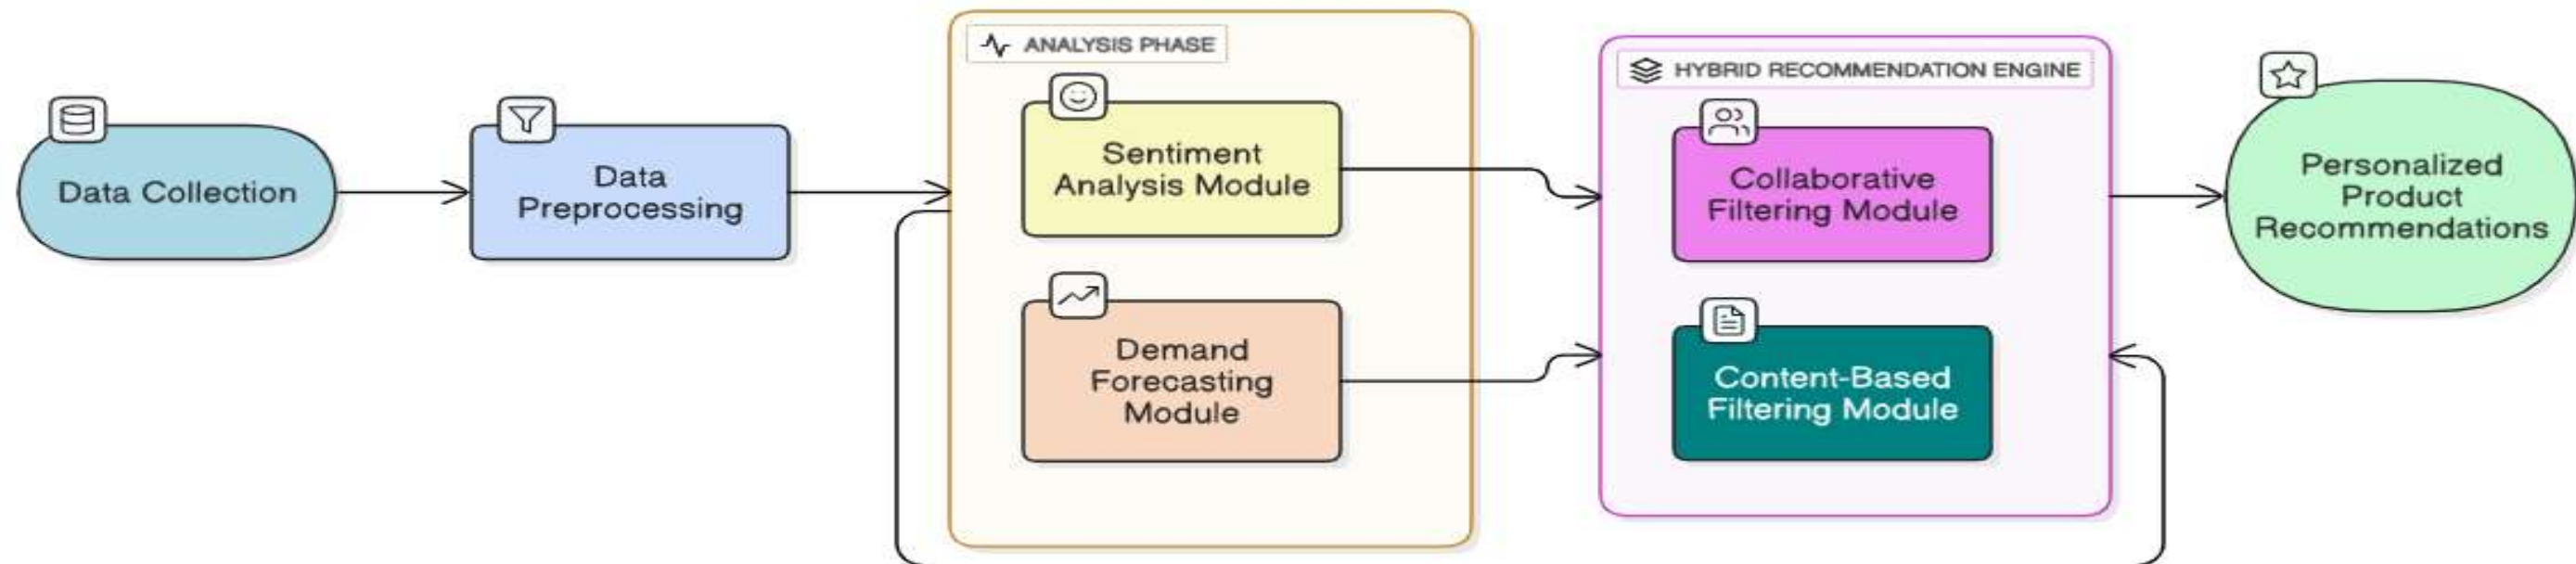 Data Collection
Data
Preprocessing
ANALYSIS PHASE
Sentiment
Analysis Module
Demand
Forecasting
Module
HYBRID RECOMMENDATION ENGINE
Collaborative
Filtering Module
Content-Based
Filtering Module
Personalized
Product
Recommendations